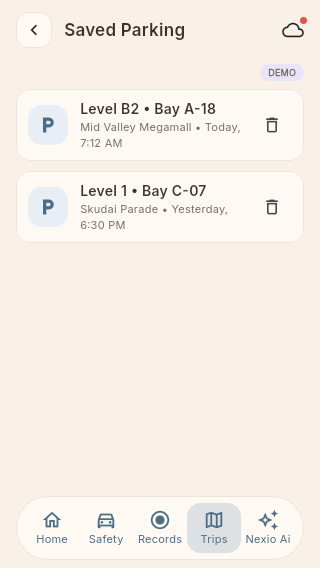 Saved Parking
DEMO
P
Level B2 • Bay A-18
Mid Valley Megamall • Today,
7:12 AM
P
Level 1 • Bay C-07
Skudai Parade • Yesterday,
6:30 PM
Home
Safety
Records
Trips
Nexio Ai